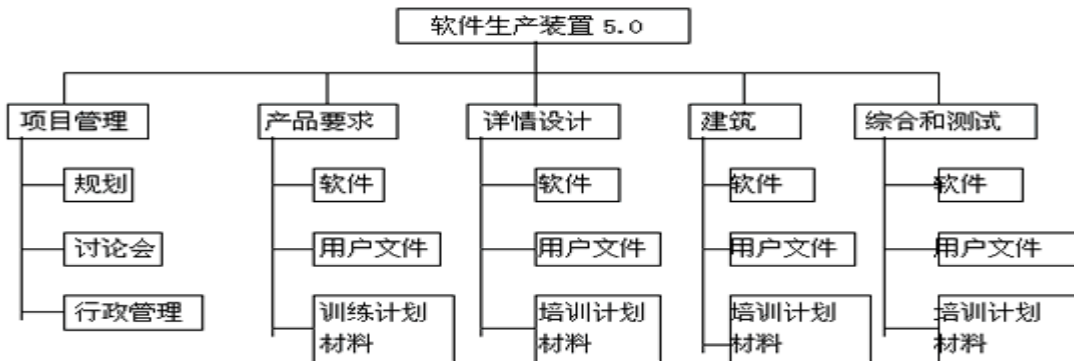 软件生产装置 5.0
项目管理
产品要求
详情设计
建筑
综合和测试
规划
软件
软件
软件
软件
讨论会
用户文件
用户文件
用户文件
用户文件
行政管理
训练计划
材料
培训计划
材料
培训计划
材料
培训计划
材料